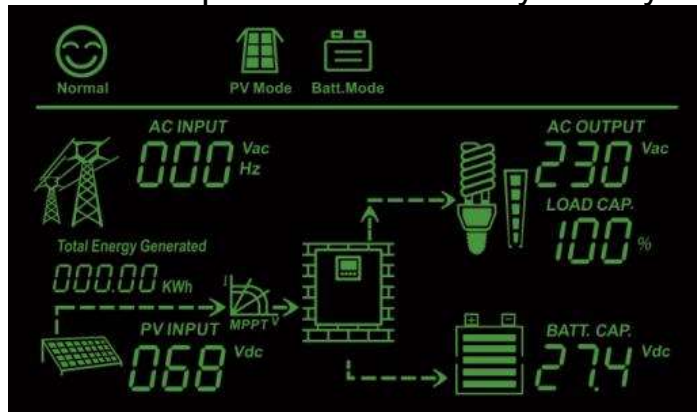 Normal
PV Mode
Batt.Mode
AC INPUT
000 Vac
Hz
AC OUTPUT
230 Vac
LOAD CAP.
100 %
Total Energy Generated
000.00 KWh
I
MPPT V
PV INPUT
068 Vdc
+ -
BATT. CAP.
27.4 Vdc